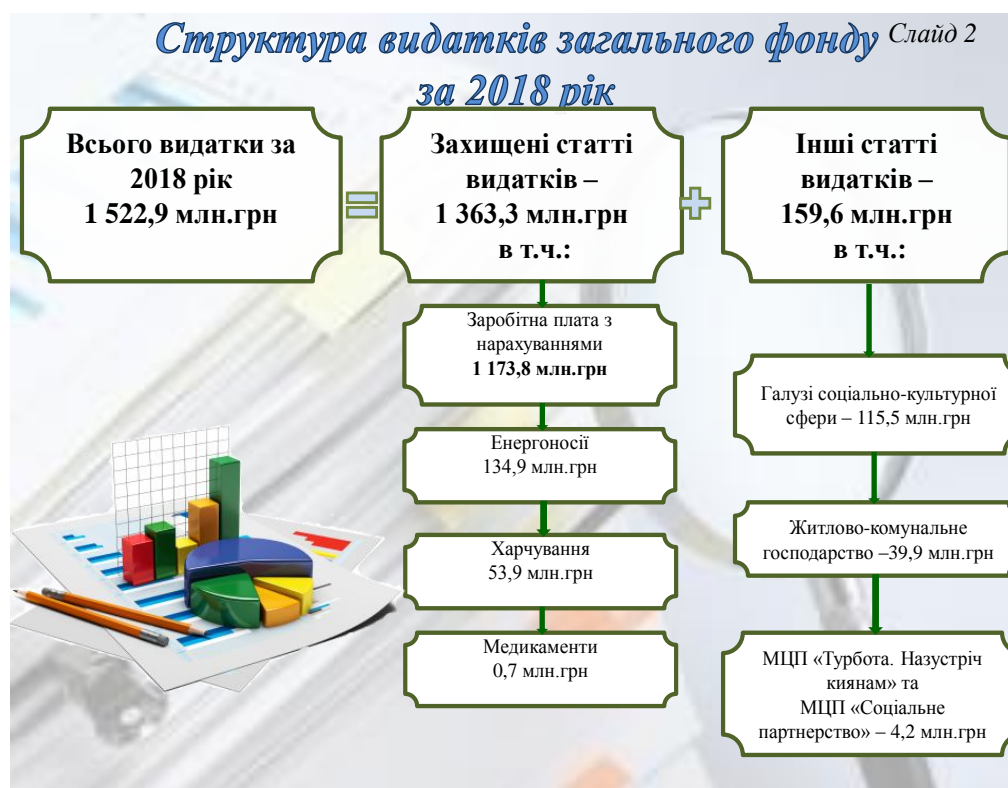 Структура видатків загального фонду
за 2018 рік
Слайд 2
Всього видатки за
2018 рік
1 522,9 млн.грн
Захищені статті
видатків –
1 363,3 млн.грн
в т.ч.:
Інші статті
видатків –
159,6 млн.грн
в т.ч.:
Заробітна плата з
нарахуваннями
1 173,8 млн.грн
Енергоносії
134,9 млн.грн
Харчування
53,9 млн.грн
Медикаменти
0,7 млн.грн
Галузі соціально-культурної
сфери – 115,5 млн.грн
Житлово-комунальне
господарство –39,9 млн.грн
МЦП «Турбота. Назустріч
киянам» та
МЦП «Соціальне
партнерство» – 4,2 млн.грн